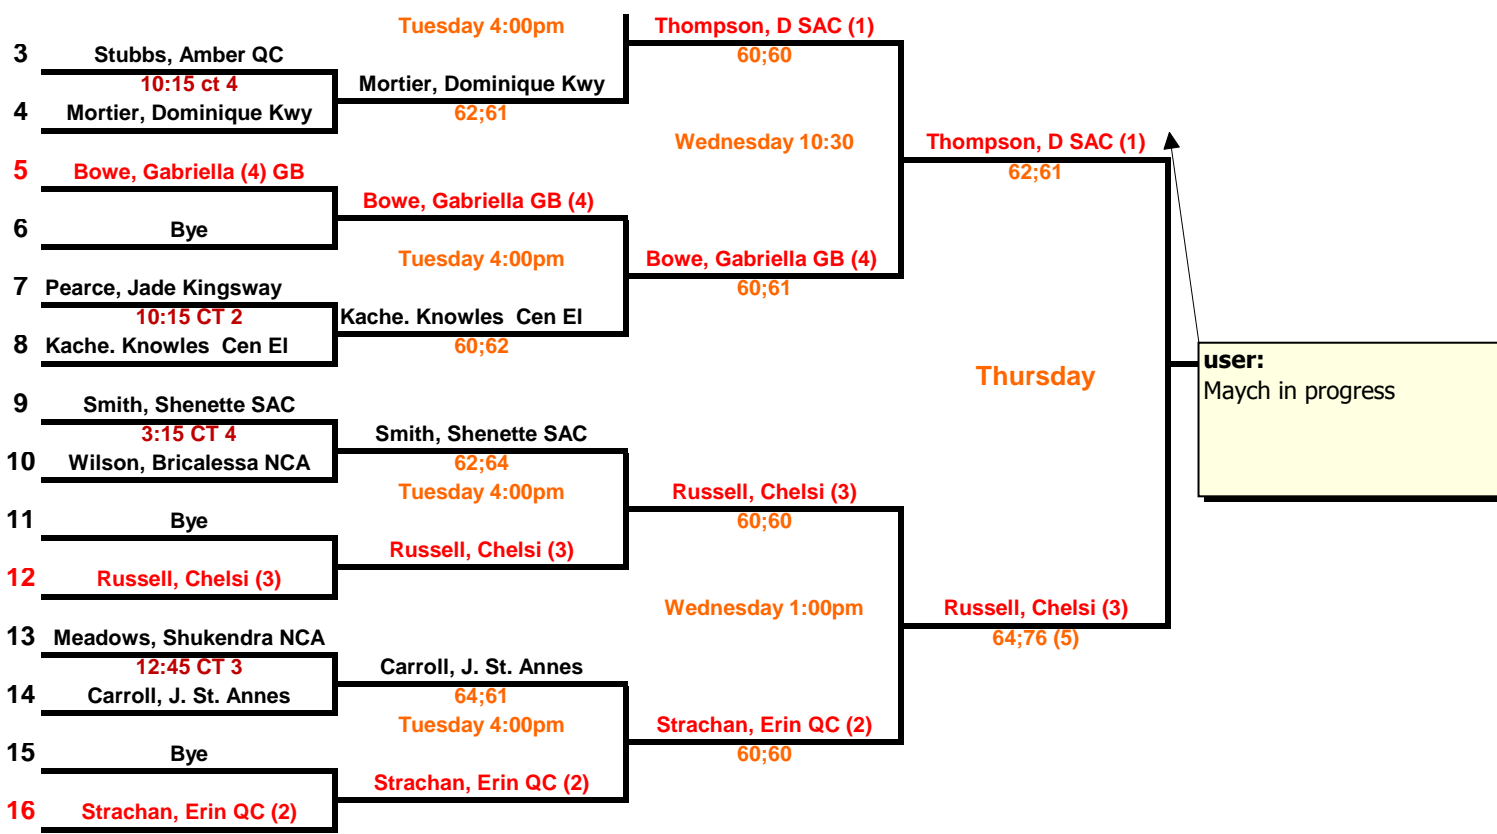 Tuesday 4:00pm
Thompson, D SAC (1)
3
Stubbs, Amber QC
60;60
10:15 ct 4
Mortier, Dominique Kwy
4
Mortier, Dominique Kwy
62;61
Wednesday 10:30
Thompson, D SAC (1)
62;61
5
Bowe, Gabriella (4) GB
Bowe, Gabriella GB (4)
6
Bye
Tuesday 4:00pm
Bowe, Gabriella GB (4)
60;61
7
Pearce, Jade Kingsway
10:15 CT 2
Kache. Knowles Cen El
8
Kache. Knowles Cen El
60;62
Thursday
user:
Maych in progress
9
Smith, Shenette SAC
3:15 CT 4
Smith, Shenette SAC
10
Wilson, Bricalessa NCA
62;64
Tuesday 4:00pm
Russell, Chelsi (3)
60;60
11
Bye
Russell, Chelsi (3)
12
Russell, Chelsi (3)
Wednesday 1:00pm
Russell, Chelsi (3)
64;76 (5)
13
Meadows, Shukendra NCA
12:45 CT 3
Carroll, J. St. Annes
14
Carroll, J. St. Annes
64;61
Tuesday 4:00pm
Strachan, Erin QC (2)
60;60
15
Bye
Strachan, Erin QC (2)
16
Strachan, Erin QC (2)